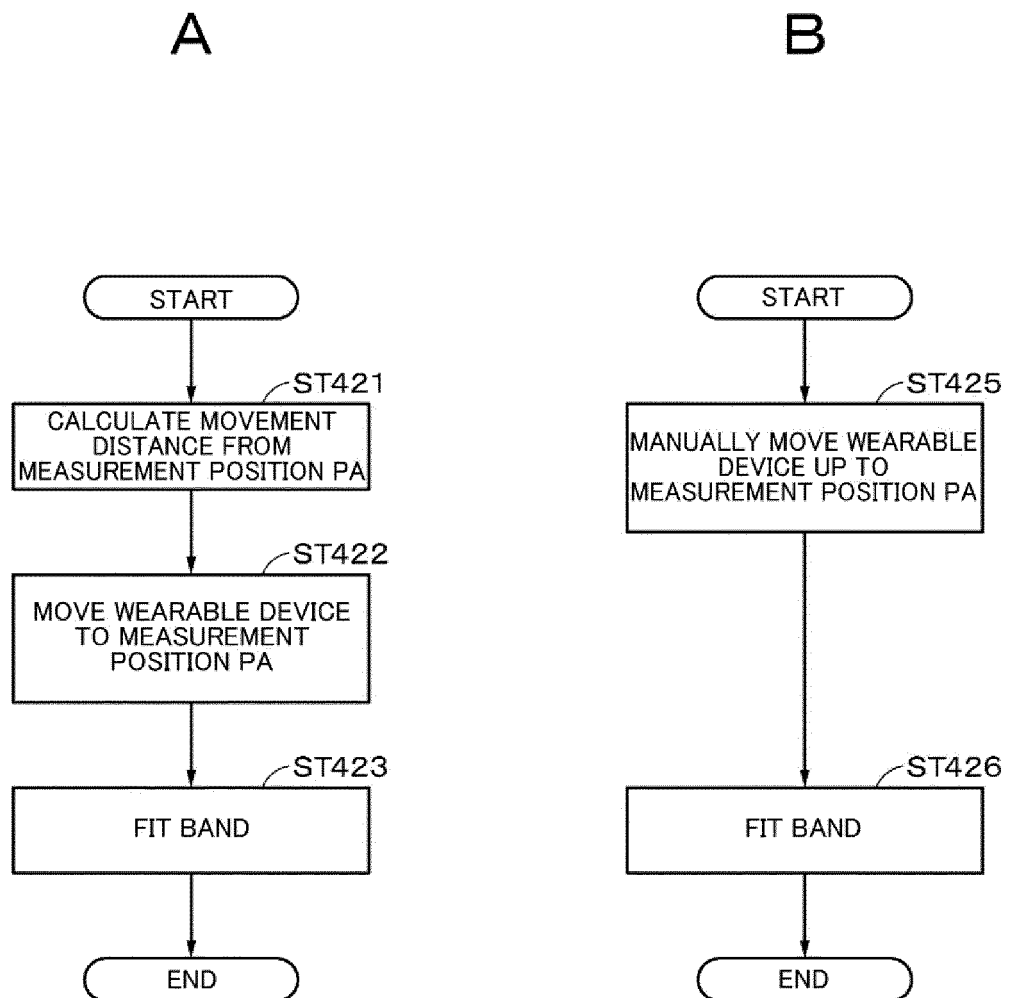 A
START
ST421
CALCULATE MOVEMENT
DISTANCE FROM
MEASUREMENT POSITION PA
ST422
MOVE WEARABLE DEVICE
TO MEASUREMENT
POSITION PA
ST423
FIT BAND
END
B
START
ST425
MANUALLY MOVE WEARABLE
DEVICE UP TO
MEASUREMENT POSITION PA
ST426
FIT BAND
END